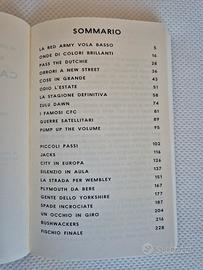 SOMMARIO
LA RED ARMY VOLA BASSO 5
ONDE DI COLORI BRILLANTI 16
PASS THE DUTCHIE 28
ORRORI A NEW STREET 36
COSE IN GRANDE 43
ODIO L'ESTATE 51
LA STAGIONE DEFINITIVA 58
ZULU DAWN 74
I FAMOSI CFC
GUERRE SATELLITARI
PUMP UP THE VOLUME 95
PICCOLI PASSI 102
JACKS 116
CITY IN EUROPA 126
SILENZIO IN AULA 137
LA STRADA PER WEMBLEY 151
PLYMOUTH DA BERE 167
GENTE DELLO YORKSHIRE 177
SPADE INCROCIATE 187
UN OCCHIO IN GIRO 204
BUSHWACKERS 216
FISCHIO FINALE 228